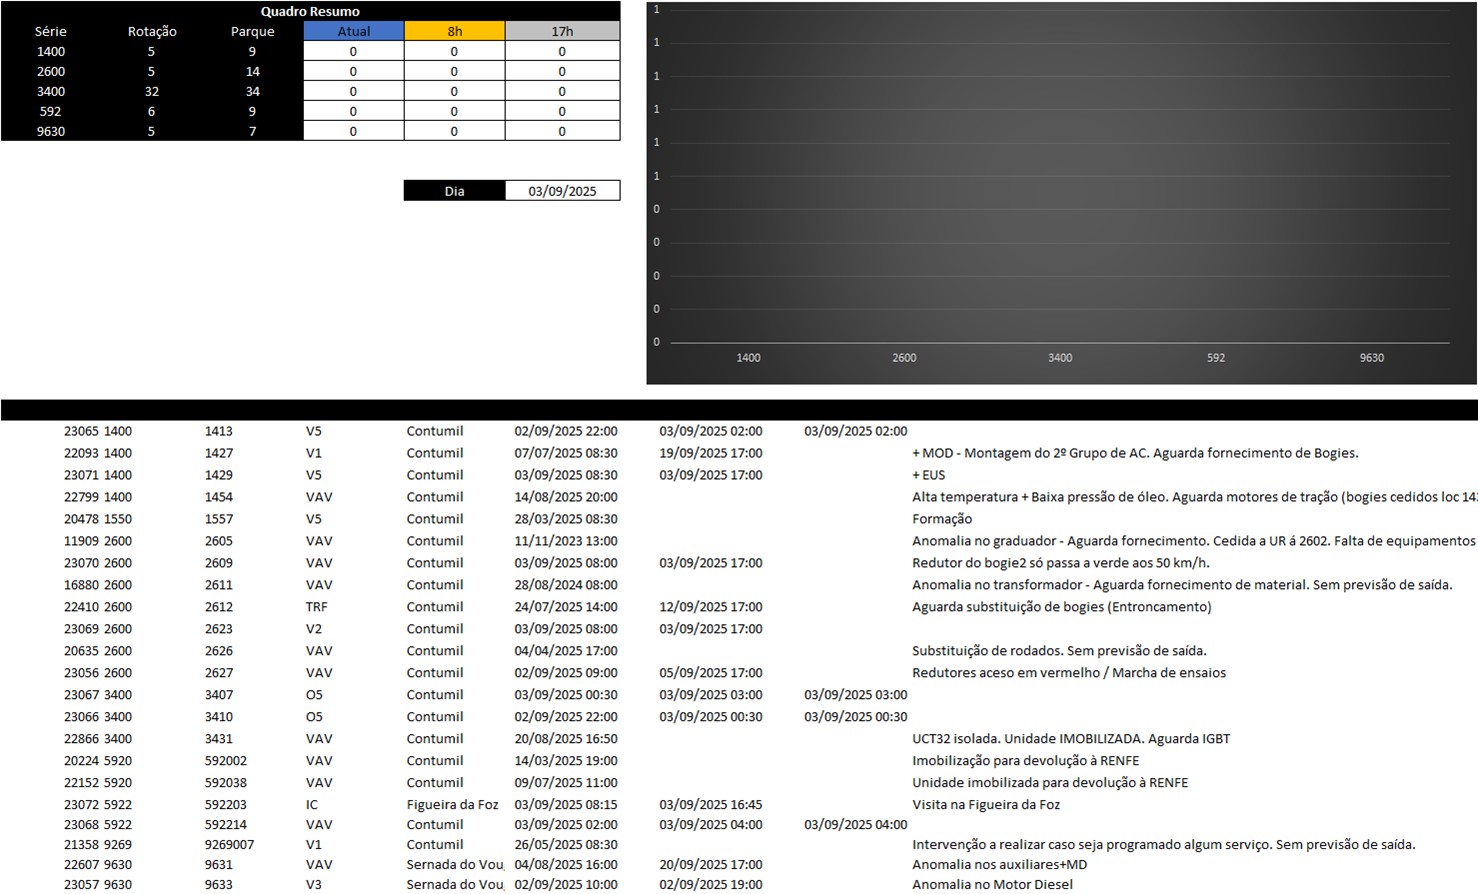 Quadro Resumo
Série Rotação Parque Atual 8h 17h
1400 5 9 0 0 0
2600 5 14 0 0 0
3400 32 34 0 0 0
592 6 9 0 0 0
9630 5 7 0 0 0
Dia 03/09/2025
1
1
1
1
1
1
0
0
0
0
0
1400 2600 3400 592 9630
23065 1400 1413 V5 Contumil 02/09/2025 22:00 03/09/2025 02:00 03/09/2025 02:00
22093 1400 1427 V1 Contumil 07/07/2025 08:30 19/09/2025 17:00 + MOD - Montagem do 2º Grupo de AC. Aguarda fornecimento de Bogies.
23071 1400 1429 V5 Contumil 03/09/2025 08:30 03/09/2025 17:00 + EUS
22799 1400 1454 VAV Contumil 14/08/2025 20:00 Alta temperatura + Baixa pressão de óleo. Aguarda motores de tração (bogies cedidos loc
20478 1550 1557 V5 Contumil 28/03/2025 08:30 Formação
11909 2600 2605 VAV Contumil 11/11/2023 13:00 Anomalia no graduador - Aguarda fornecimento. Cedida a UR á 2602. Falta de equipamentos
23070 2600 2609 VAV Contumil 03/09/2025 08:00 03/09/2025 17:00 Redutor do bogie2 só passa a verde aos 50 km/h.
16880 2600 2611 VAV Contumil 28/08/2024 08:00 Anomalia no transformador - Aguarda fornecimento de material. Sem previsão de saída.
22410 2600 2612 TRF Contumil 24/07/2025 14:00 12/09/2025 17:00 Aguarda substituição de bogies (Entroncamento)
23069 2600 2623 V2 Contumil 03/09/2025 08:00 03/09/2025 17:00
20635 2600 2626 VAV Contumil 04/04/2025 17:00 Substituição de rodados. Sem previsão de saída.
23056 2600 2627 VAV Contumil 02/09/2025 09:00 05/09/2025 17:00 Redutores aceso em vermelho / Marcha de ensaios
23067 3400 3407 O5 Contumil 03/09/2025 00:30 03/09/2025 03:00 03/09/2025 03:00
23066 3400 3410 O5 Contumil 02/09/2025 22:00 03/09/2025 00:30 03/09/2025 00:30
22866 3400 3431 VAV Contumil 20/08/2025 16:50 UCT32 isolada. Unidade IMOBILIZADA. Aguarda IGBT
20224 5920 592002 VAV Contumil 14/03/2025 19:00 Imobilização para devolução à RENFE
22152 5920 592038 VAV Contumil 09/07/2025 11:00 Unidade imobilizada para devolução à RENFE
23072 5922 592203 IC Figueira da Foz 03/09/2025 08:15 03/09/2025 16:45 Visita na Figueira da Foz
23068 5922 592214 VAV Contumil 03/09/2025 02:00 03/09/2025 04:00 03/09/2025 04:00
21358 9269 9269007 V1 Contumil 26/05/2025 08:30 Intervenção a realizar caso seja programado algum serviço. Sem previsão de saída.
22607 9630 9631 VAV Sernada do Vou 04/08/2025 16:00 20/09/2025 17:00 Anomalia nos auxiliares+MD
23057 9630 9633 V3 Sernada do Vou 02/09/2025 10:00 02/09/2025 19:00 Anomalia no Motor Diesel